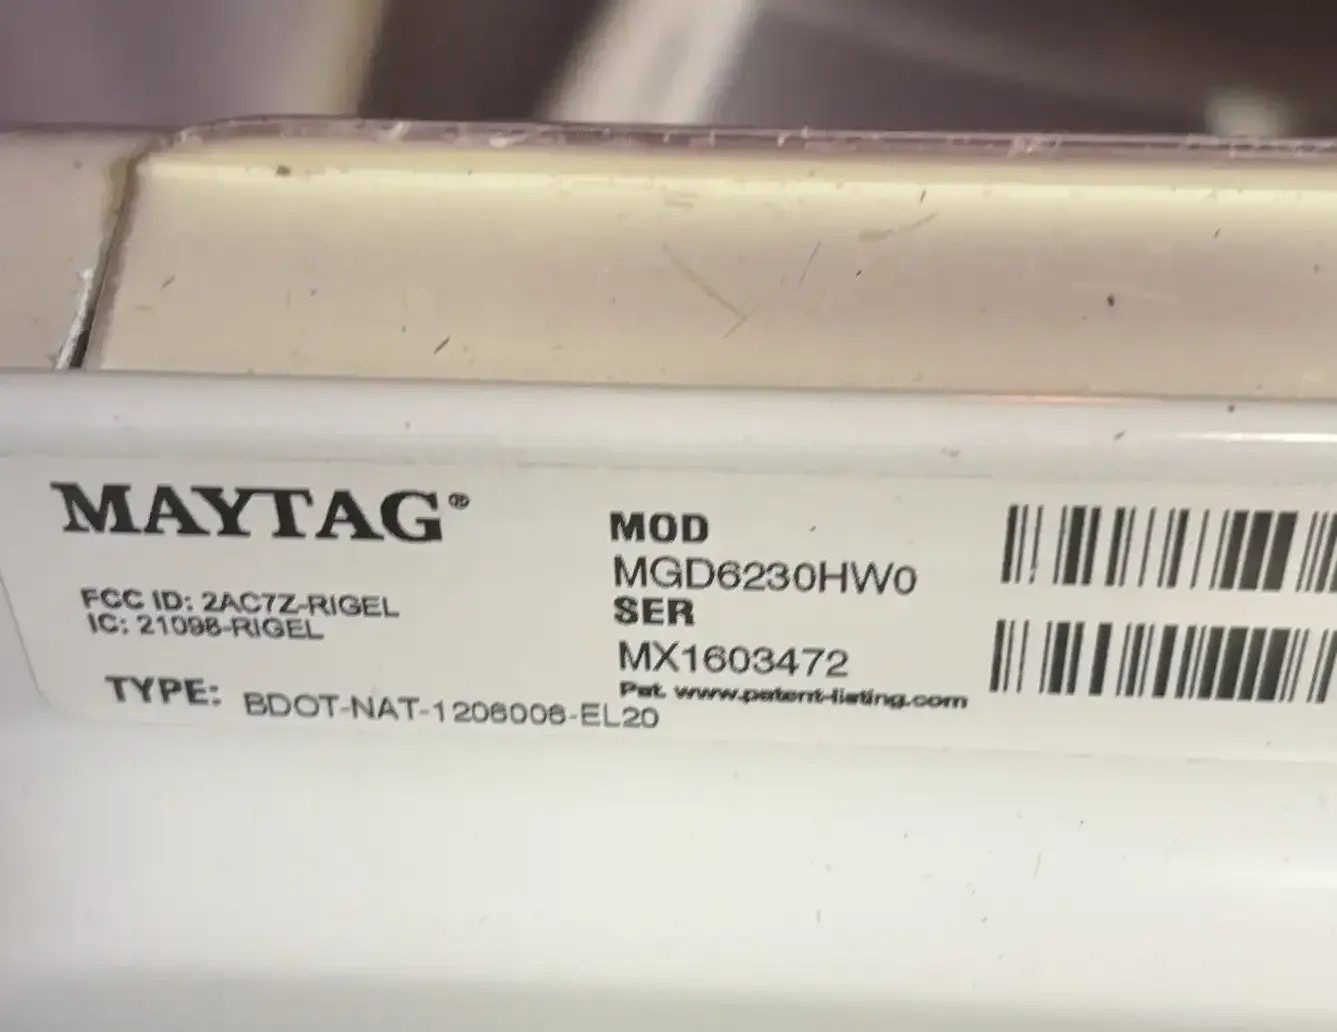 MAYTAG®
FCC ID: 2AC7Z-RIGEL
IC: 21098-RIGEL
TYPE: BDOT-NAT-1206006-EL20
MOD
MGD6230HW0
SER
MX1603472
Pat. www.patent-listing.com